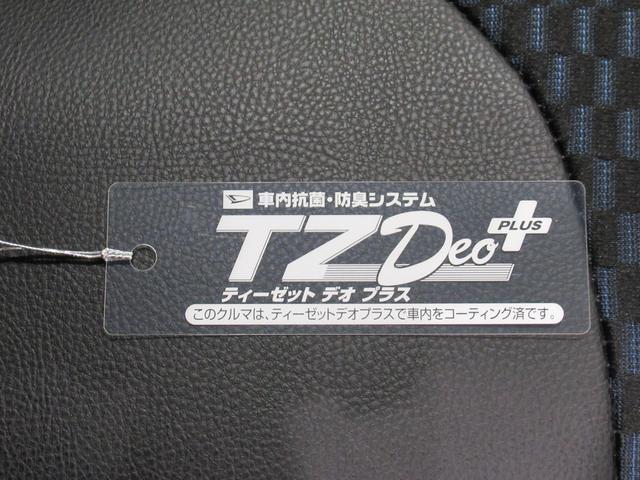 車内抗菌・防臭システム
TZ Deo PLUS
ティーゼット デオ プラス
このクルマは、ティーゼットデオプラスで車内をコーティング済です。